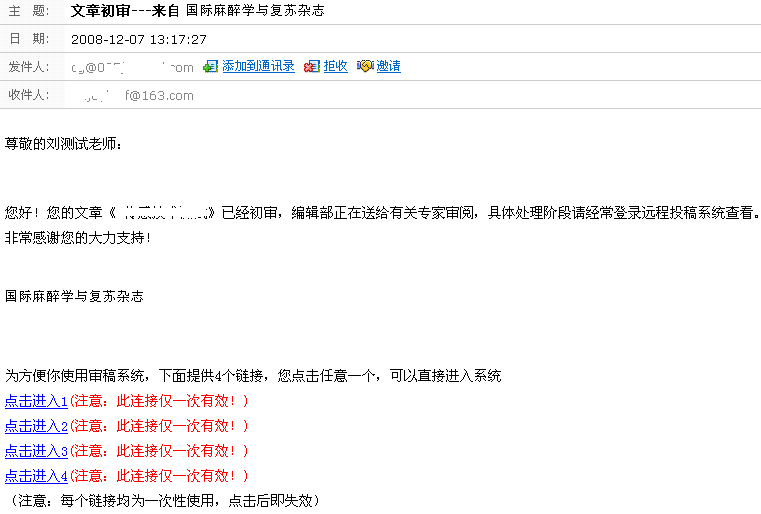 主 题: 文章初审---来自 国际麻醉学与复苏杂志
日 期: 2008-12-07 13:17:27
发件人: 添加到通讯录 拒收 邀请
收件人: f@163.com
尊敬的刘测试老师:
您好! 您的文章《 》已经初审,编辑部正在送给有关专家审阅,具体处理阶段请经常登录远程投稿系统查看。
非常感谢您的大力支持!
国际麻醉学与复苏杂志
为方便你使用审稿系统,下面提供4个链接,您点击任意一个,可以直接进入系统
点击进入1(注意:此连接仅一次有效!)
点击进入2(注意:此连接仅一次有效!)
点击进入3(注意:此连接仅一次有效!)
点击进入4(注意:此连接仅一次有效!)
(注意:每个链接均为一次性使用,点击后即失效)